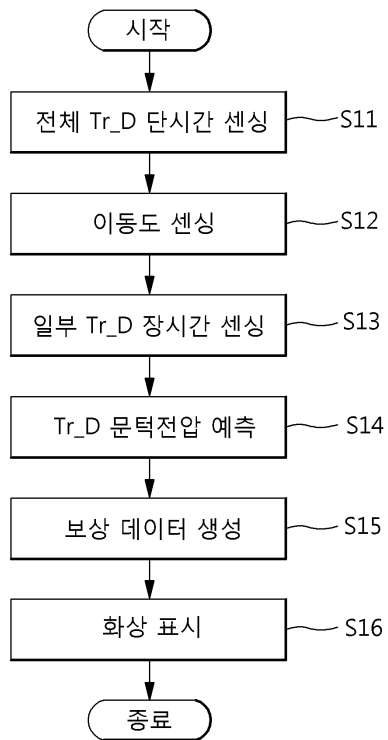 시작
전체 Tr_D 단시간 센싱
S11
이동도 센싱
S12
일부 Tr_D 장시간 센싱
S13
Tr_D 문턱전압 예측
S14
보상 데이터 생성
S15
화상 표시
S16
종료